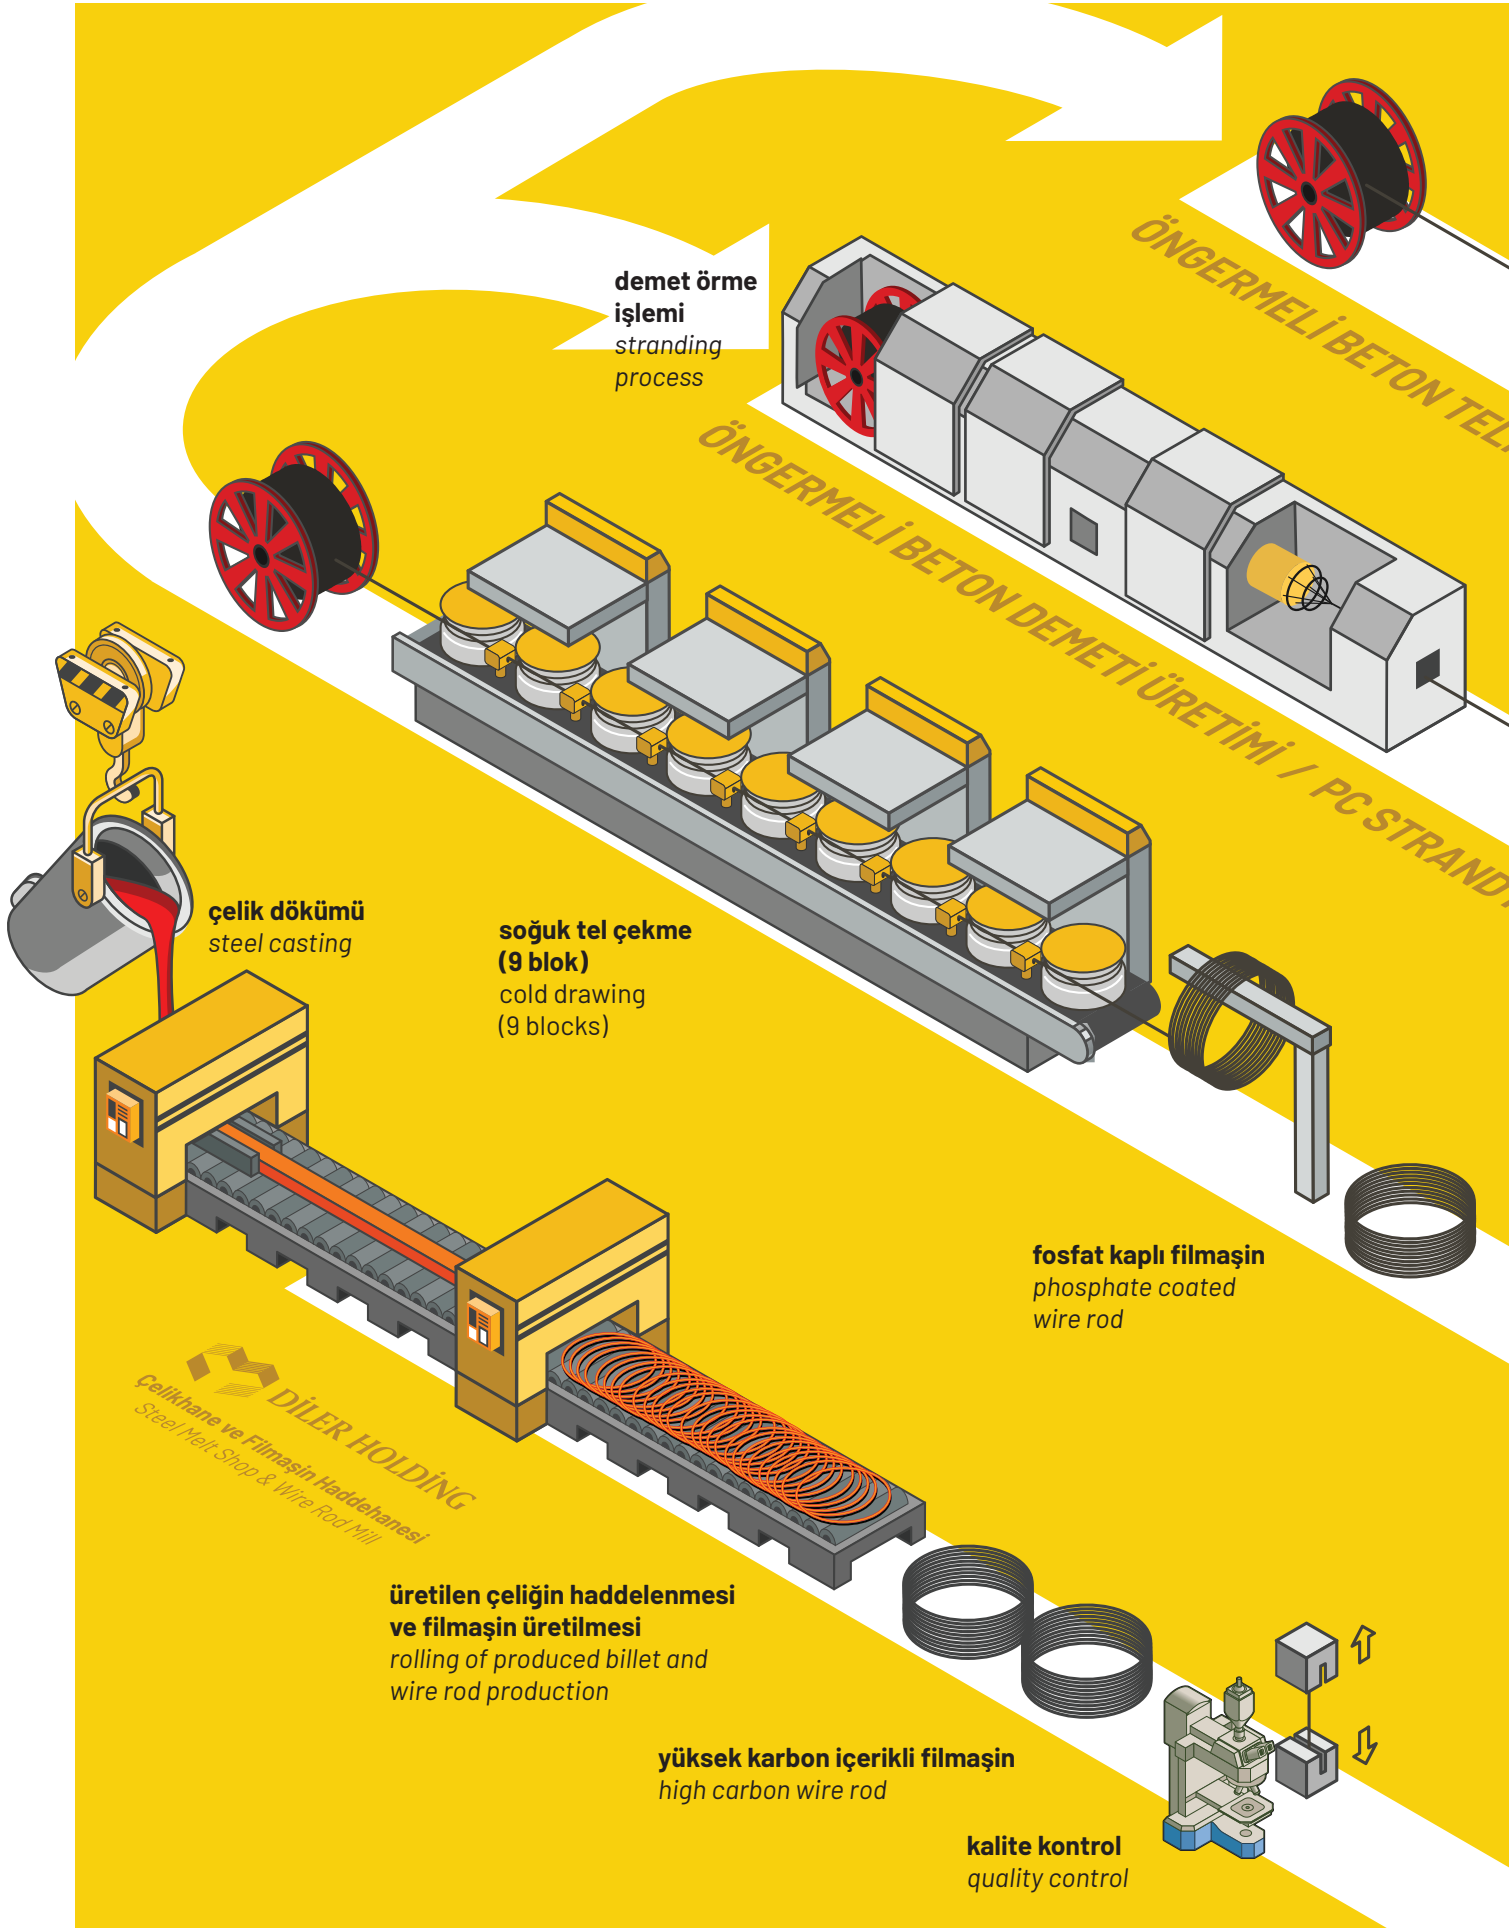 ÖNGERMELİ BETON TELİ
demet örme
işlemi
stranding
process
ÖNGERMELİ BETON DEMETİ ÜRETİMİ / PC STRAND
çelik dökümü
steel casting
soğuk tel çekme
(9 blok)
cold drawing
(9 blocks)
fosfat kaplı filmaşin
phosphate coated
wire rod
DİLER HOLDİNG
Çelikhane ve Filmaşin Haddehanesi
Steel Melt Shop & Wire Rod Mill
üretilen çeliğin haddelenmesi
ve filmaşin üretilmesi
rolling of produced billet and
wire rod production
yüksek karbon içerikli filmaşin
high carbon wire rod
kalite kontrol
quality control